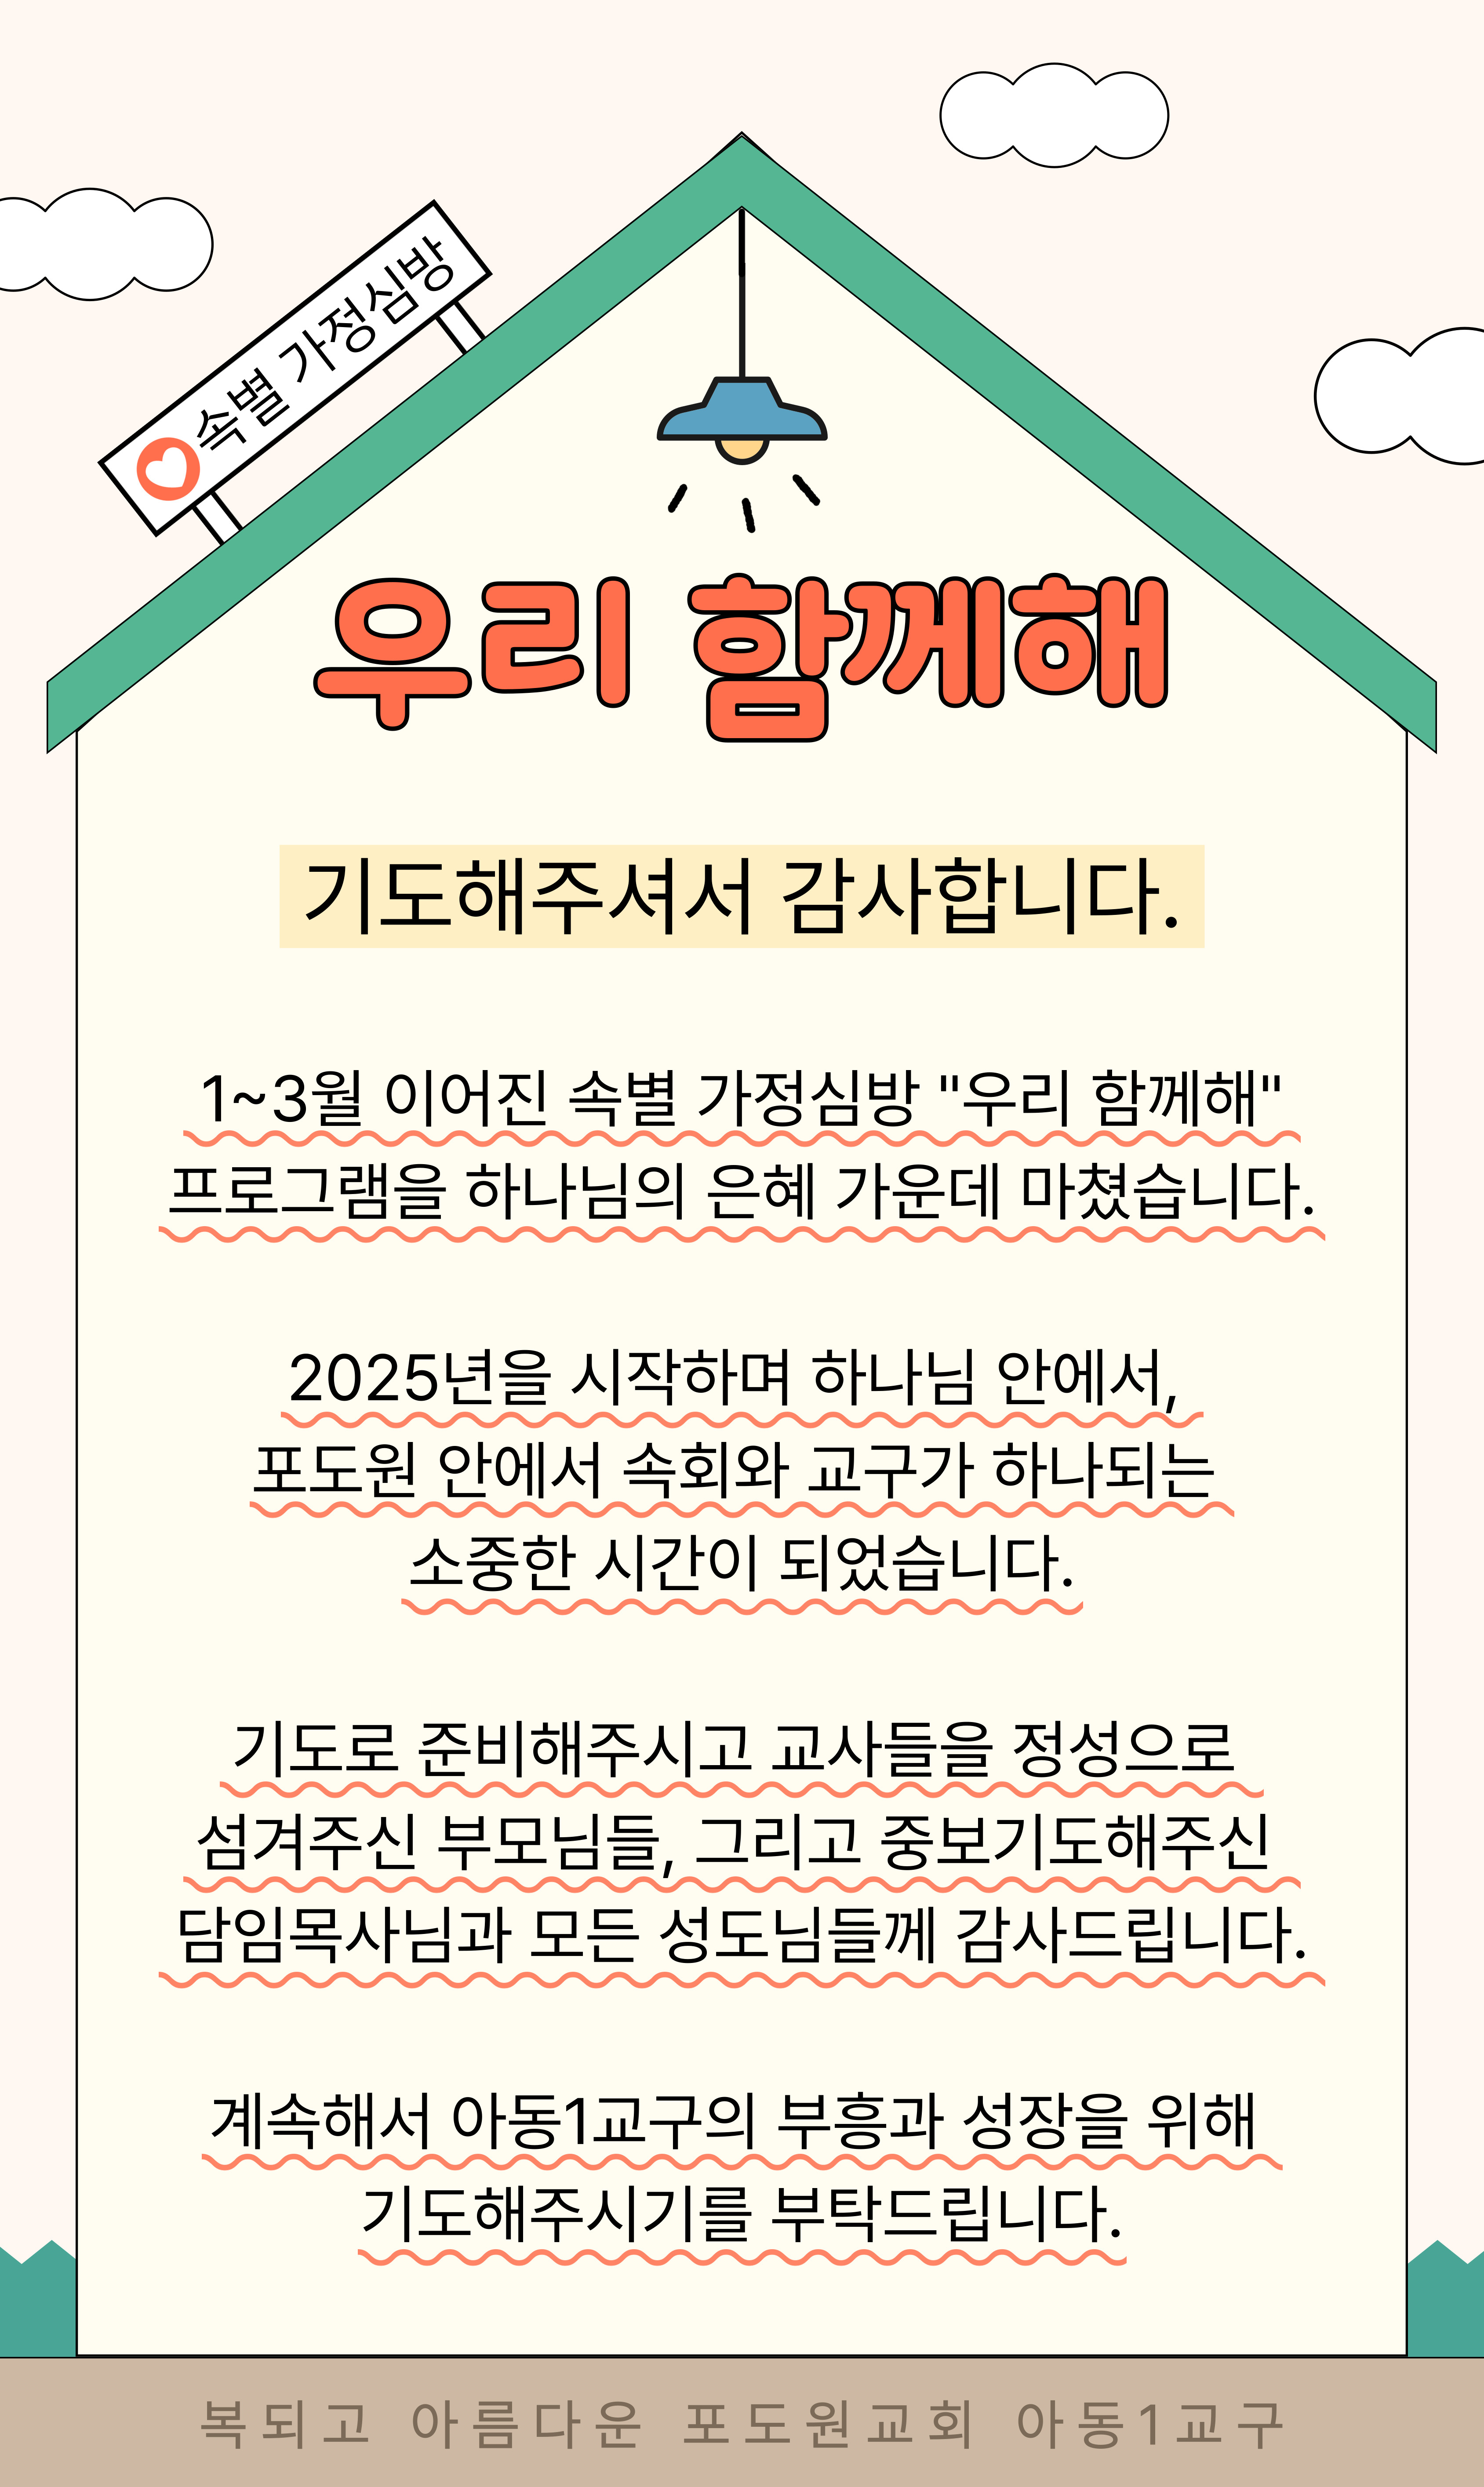 속별 가정심방
우리 함께해
기도해주셔서 감사합니다.
1~3월 이어진 속별 가정심방 "우리 함께해"
프로그램을 하나님의 은혜 가운데 마쳤습니다.
2025년을 시작하며 하나님 안에서,
포도원 안에서 속회와 교구가 하나되는
소중한 시간이 되었습니다.
기도로 준비해주시고 교사들을 정성으로
섬겨주신 부모님들, 그리고 중보기도해주신
담임목사님과 모든 성도님들께 감사드립니다.
계속해서 아동1교구의 부흥과 성장을 위해
기도해주시기를 부탁드립니다.
복되고 아름다운 포도원교회 아동1교구